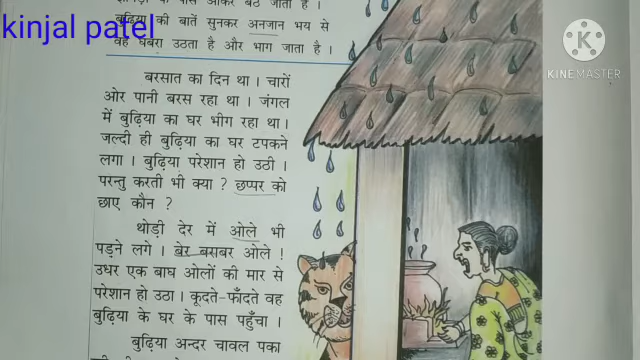 के पास आकर बैठ जाता है ।
बुढ़िया की बातें सुनकर अनजान भय से
वह घबरा उठता है और भाग जाता है ।
kinjal patel
KINEMASTER
बरसात का दिन था । चारों
ओर पानी बरस रहा था । जंगल
में बुढ़िया का घर भीग रहा था ।
जल्दी ही बुढ़िया का घर टपकने
लगा । बुढ़िया परेशान हो उठी ।
परन्तु करती भी क्या ? छप्पर को
छाए कौन ?
थोड़ी देर में ओले भी
पड़ने लगे । बेर बराबर ओले !
उधर एक बाघ ओलों की मार से
परेशान हो उठा । कूदते-फाँदते वह
बुढ़िया के घर के पास पहुँचा ।
बुढ़िया अन्दर चावल पका